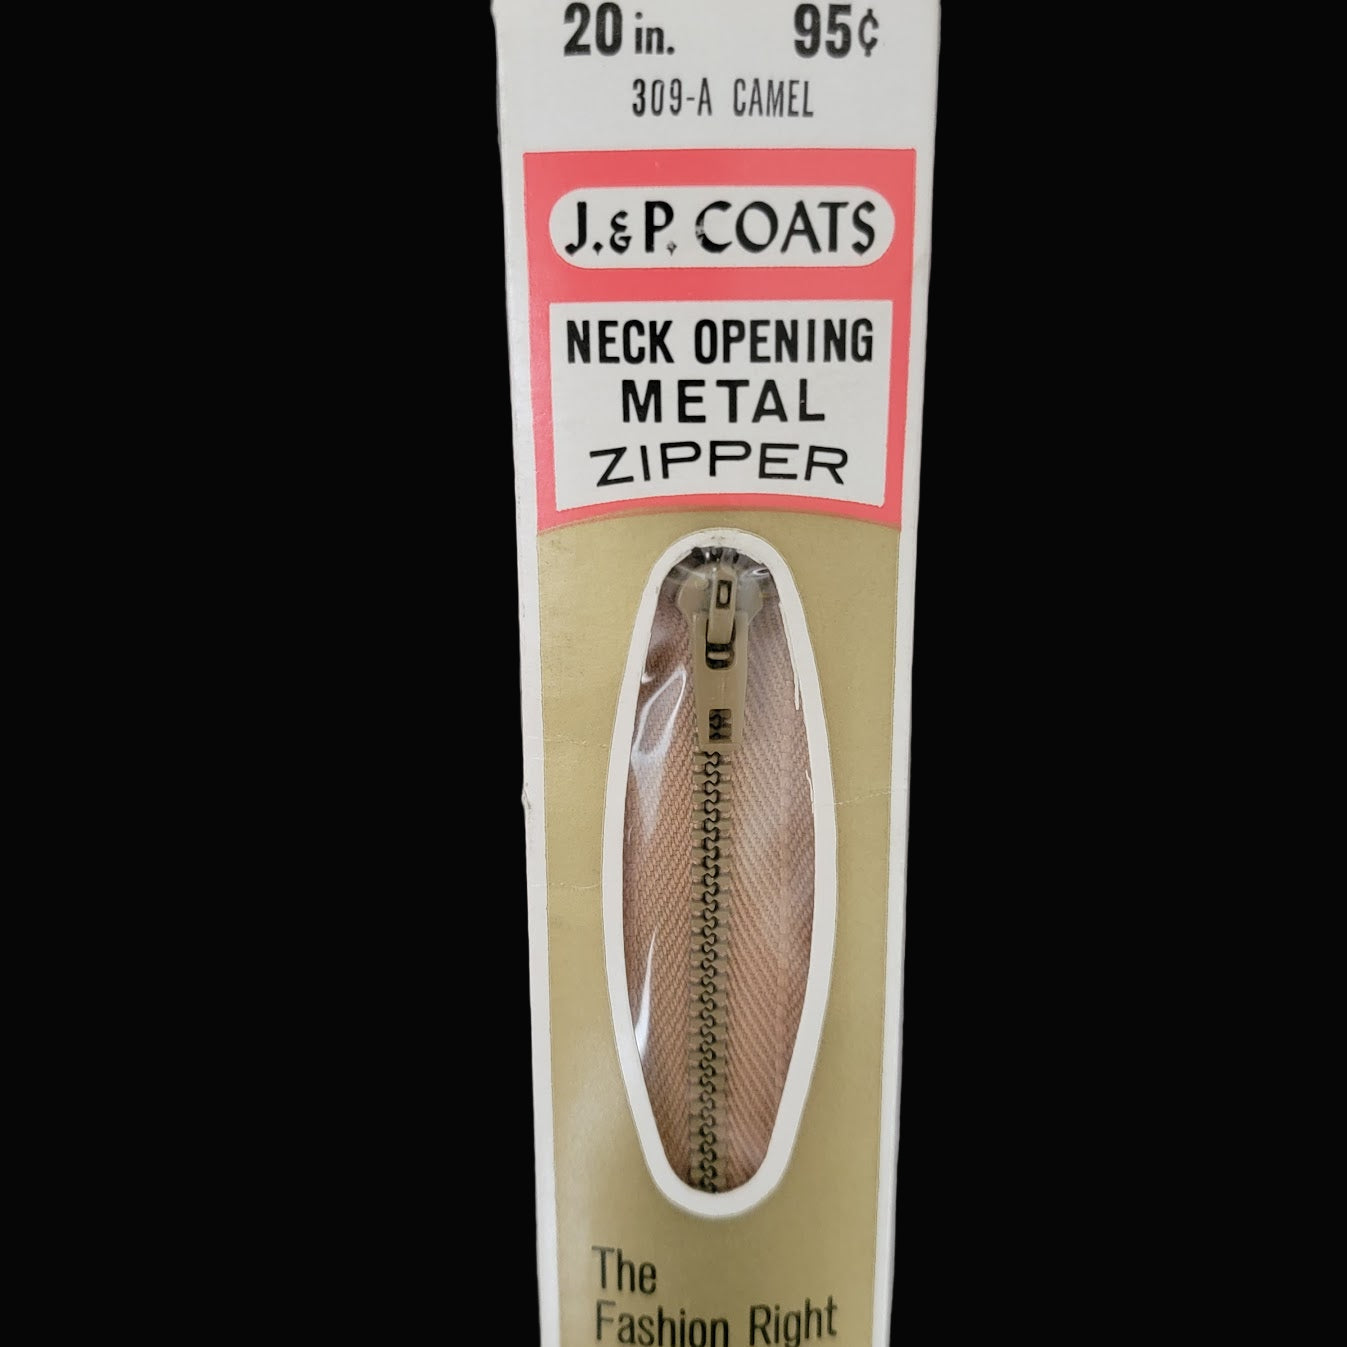 20 in. 95¢
309-A CAMEL
J. & P. COATS
NECK OPENING
METAL
ZIPPER
The
Fashion Right